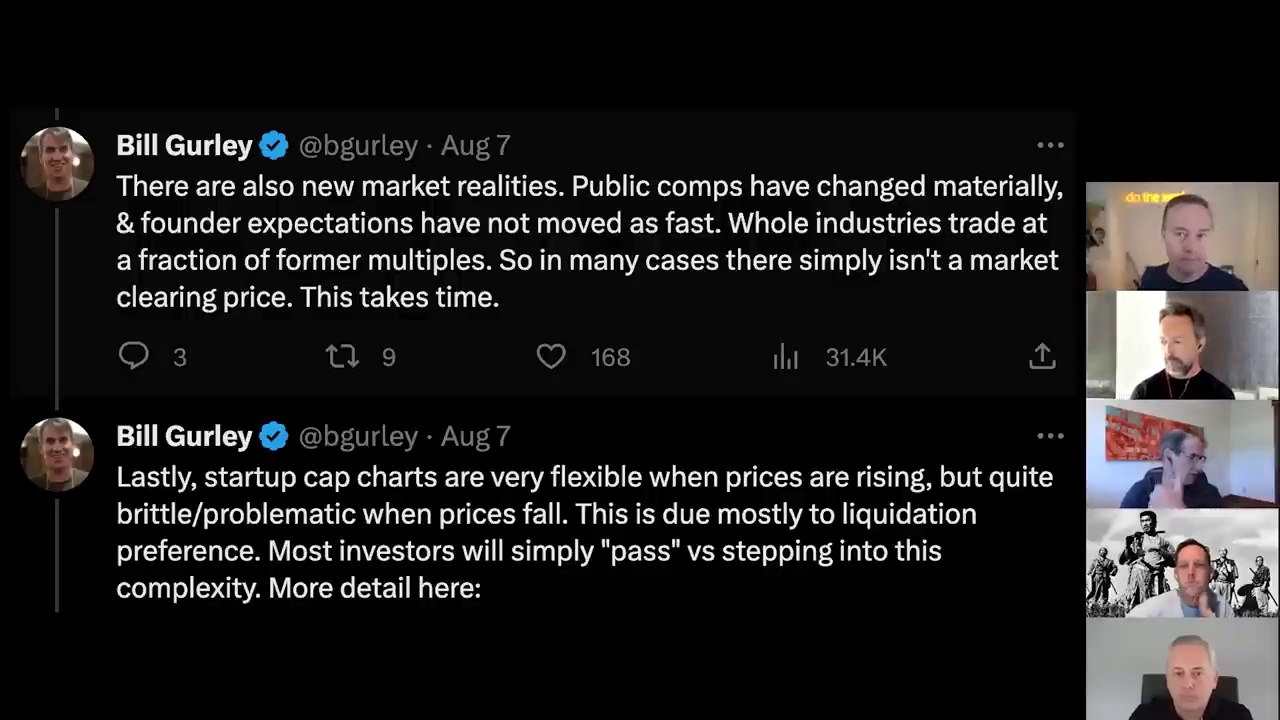 Bill Gurley @bgurley · Aug 7
There are also new market realities. Public comps have changed materially,
& founder expectations have not moved as fast. Whole industries trade at
a fraction of former multiples. So in many cases there simply isn't a market
clearing price. This takes time.
3 9 168 31.4K
Bill Gurley @bgurley · Aug 7
Lastly, startup cap charts are very flexible when prices are rising, but quite
brittle/problematic when prices fall. This is due mostly to liquidation
preference. Most investors will simply "pass" vs stepping into this
complexity. More detail here:
do the